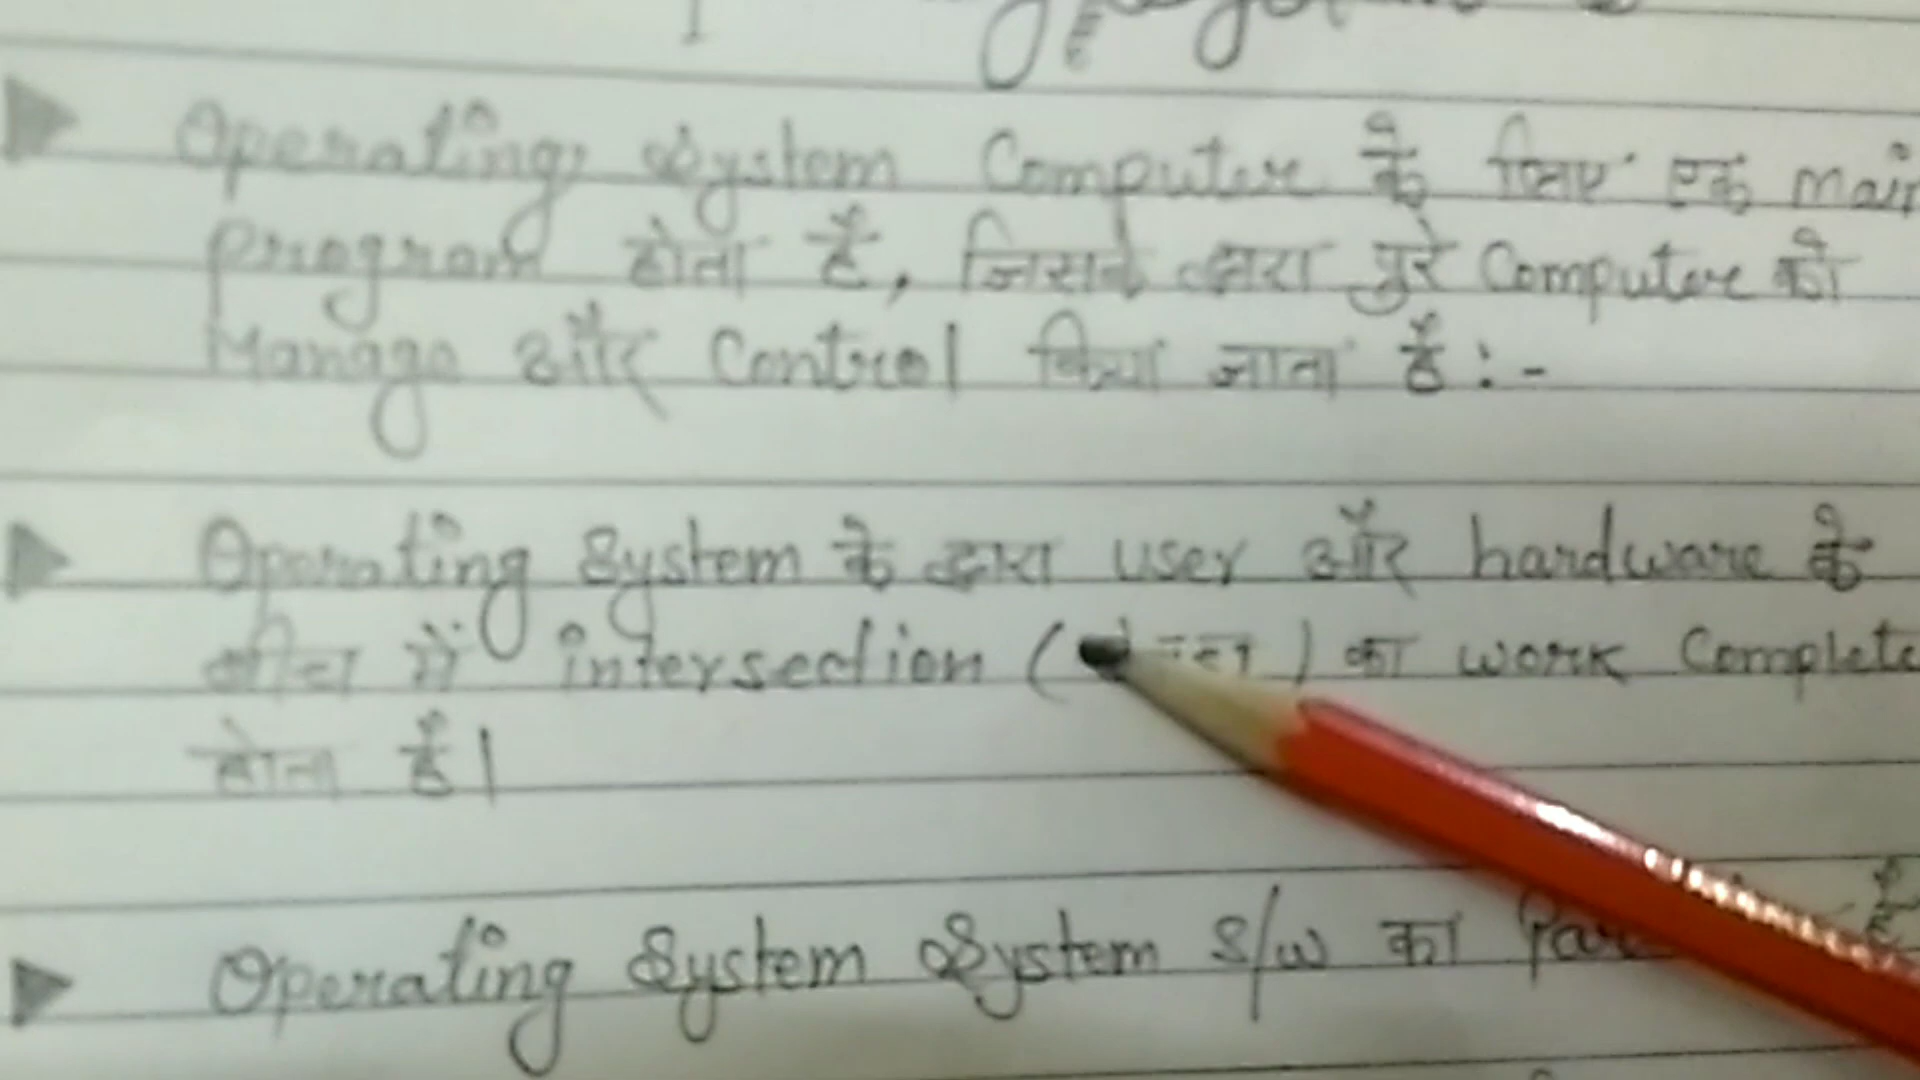 Operating System Computer के लिए एक main
program होता है, जिसके द्वारा पुरे Computer को
Manage और Control किया जाता है :-
Operating System के द्वारा user और hardware के
बीच में intersection ( ) का work Complete
होता है।
Operating System System S/w का है